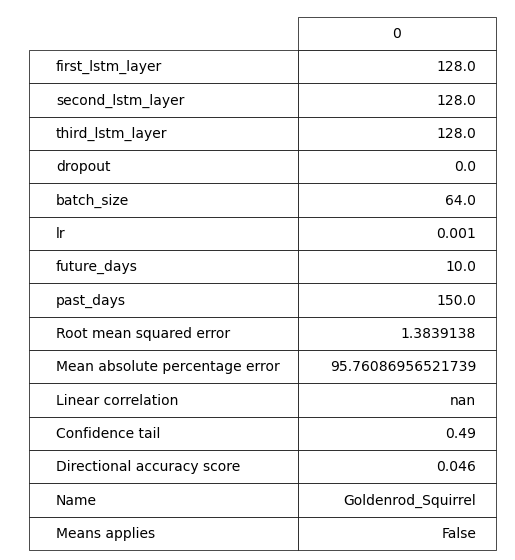 0
first_lstm_layer 128.0
second_lstm_layer 128.0
third_lstm_layer 128.0
dropout 0.0
batch_size 64.0
lr 0.001
future_days 10.0
past_days 150.0
Root mean squared error 1.3839138
Mean absolute percentage error 95.76086956521739
Linear correlation nan
Confidence tail 0.49
Directional accuracy score 0.046
Name Goldenrod_Squirrel
Means applies False